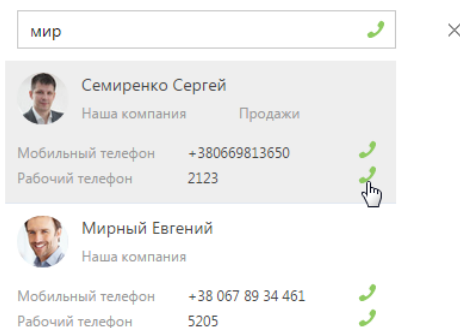 мир
Семиренко Сергей
Наша компания Продажи
Мобильный телефон +380669813650
Рабочий телефон 2123
Мирный Евгений
Наша компания
Мобильный телефон +38 067 89 34 461
Рабочий телефон 5205